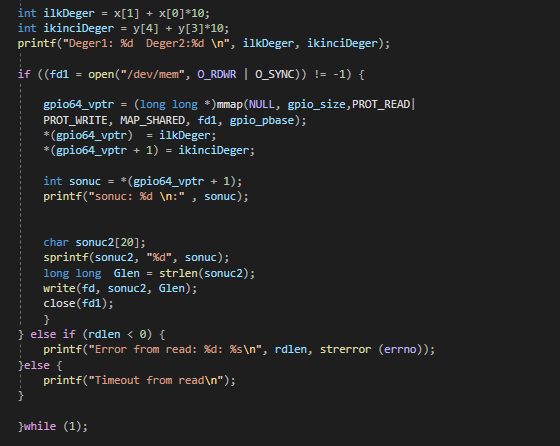 int ilkDeger = x[1] + x[0]*10;
int ikinciDeger = y[4] + y[3]*10;
printf("Deger1: %d  Deger2:%d \n", ilkDeger, ikinciDeger);
if ((fd1 = open("/dev/mem", O_RDWR | O_SYNC)) != -1) {
gpio64_vptr = (long long *)mmap(NULL, gpio_size,PROT_READ|
PROT_WRITE, MAP_SHARED, fd1, gpio_pbase);
*(gpio64_vptr)  = ilkDeger;
*(gpio64_vptr + 1) = ikinciDeger;
int sonuc = *(gpio64_vptr + 1);
printf("sonuc: %d \n:" , sonuc);
char sonuc2[20];
sprintf(sonuc2, "%d", sonuc);
long long  Glen = strlen(sonuc2);
write(fd, sonuc2, Glen);
close(fd1);
}
} else if (rdlen < 0) {
printf("Error from read: %d: %s\n", rdlen, strerror (errno));
}else {
printf("Timeout from read\n");
}
}while (1);